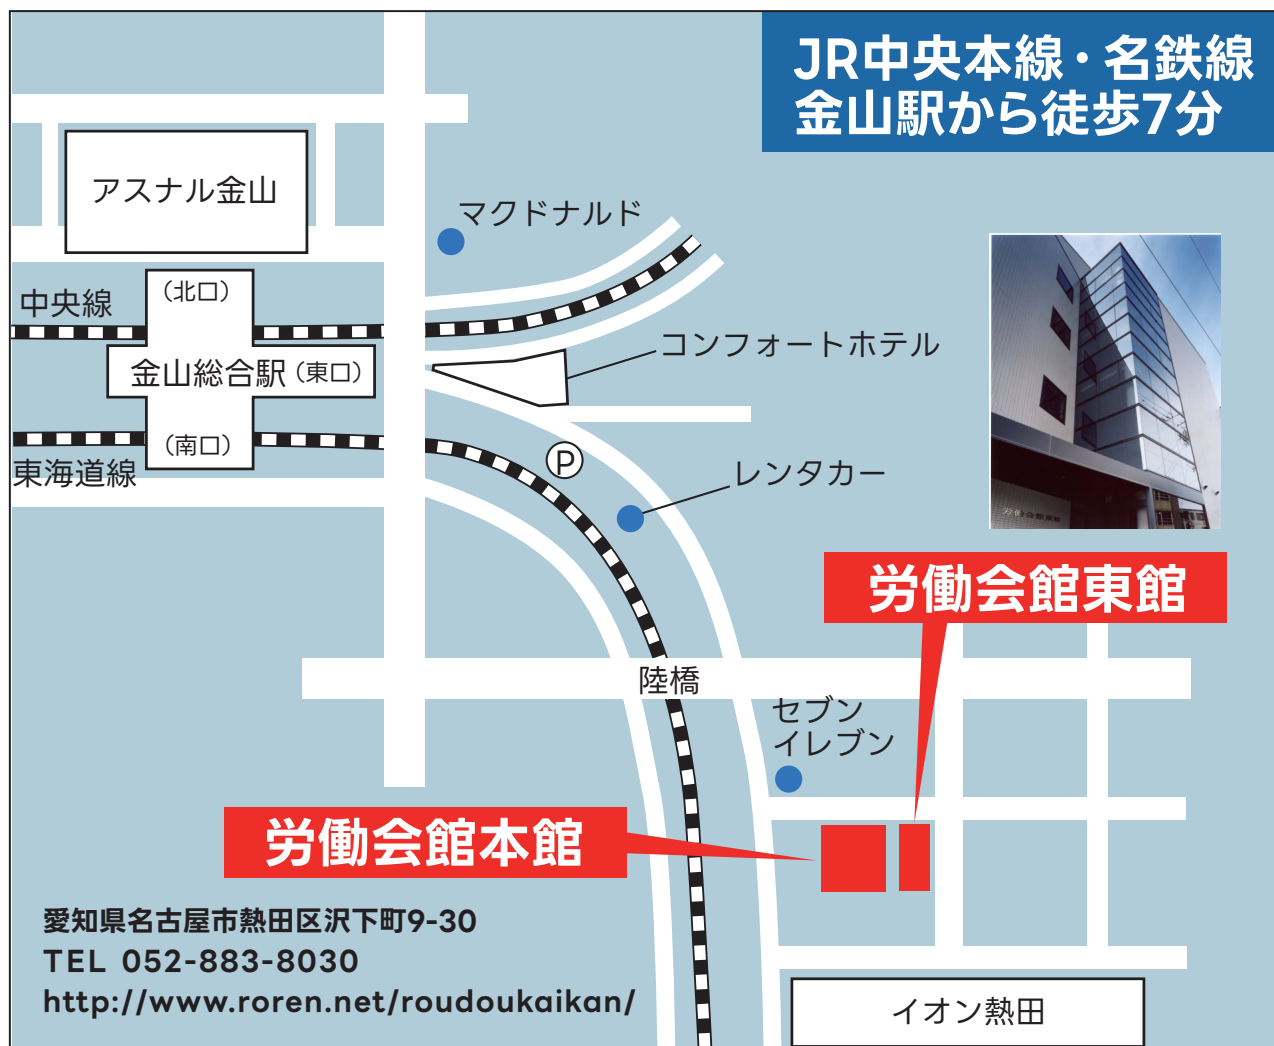 JR中央本線・名鉄線
金山駅から徒歩7分
アスナル金山
マクドナルド
中央線
（北口）
コンフォートホテル
金山総合駅（東口）
（南口）
東海道線
P
レンタカー
労働会館東館
陸橋
セブン
イレブン
労働会館本館
愛知県名古屋市熱田区沢下町9-30
TEL 052-883-8030
http://www.roren.net/roudoukaikan/
イオン熱田